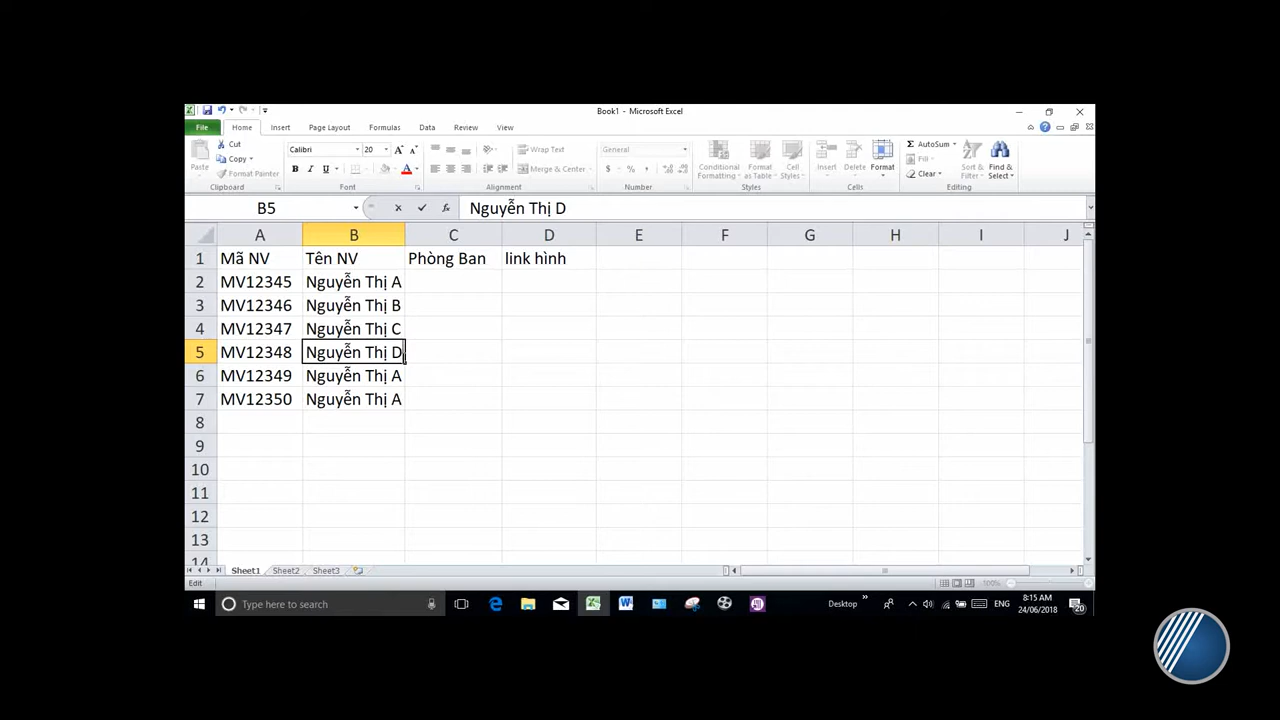 Book1 - Microsoft Excel
File Home Insert Page Layout Formulas Data Review View
Paste
Cut
Copy
Format Painter
Clipboard
Calibri 20
B I U
Font
Wrap Text
Merge & Center
Alignment
General
$ % ,
Number
Conditional Formatting
Format as Table
Cell Styles
Styles
Insert Delete Format
Cells
AutoSum
Fill
Clear
Sort & Filter
Find & Select
Editing
B5 fx Nguyễn Thị D
A B C D E F G H I J
1 Mã NV Tên NV Phòng Ban link hình
2 MV12345 Nguyễn Thị A
3 MV12346 Nguyễn Thị B
4 MV12347 Nguyễn Thị C
5 MV12348 Nguyễn Thị D
6 MV12349 Nguyễn Thị A
7 MV12350 Nguyễn Thị A
8
9
10
11
12
13
14
Sheet1 Sheet2 Sheet3
Edit 100%
Type here to search
Desktop
ENG
8:15 AM
24/06/2018
20